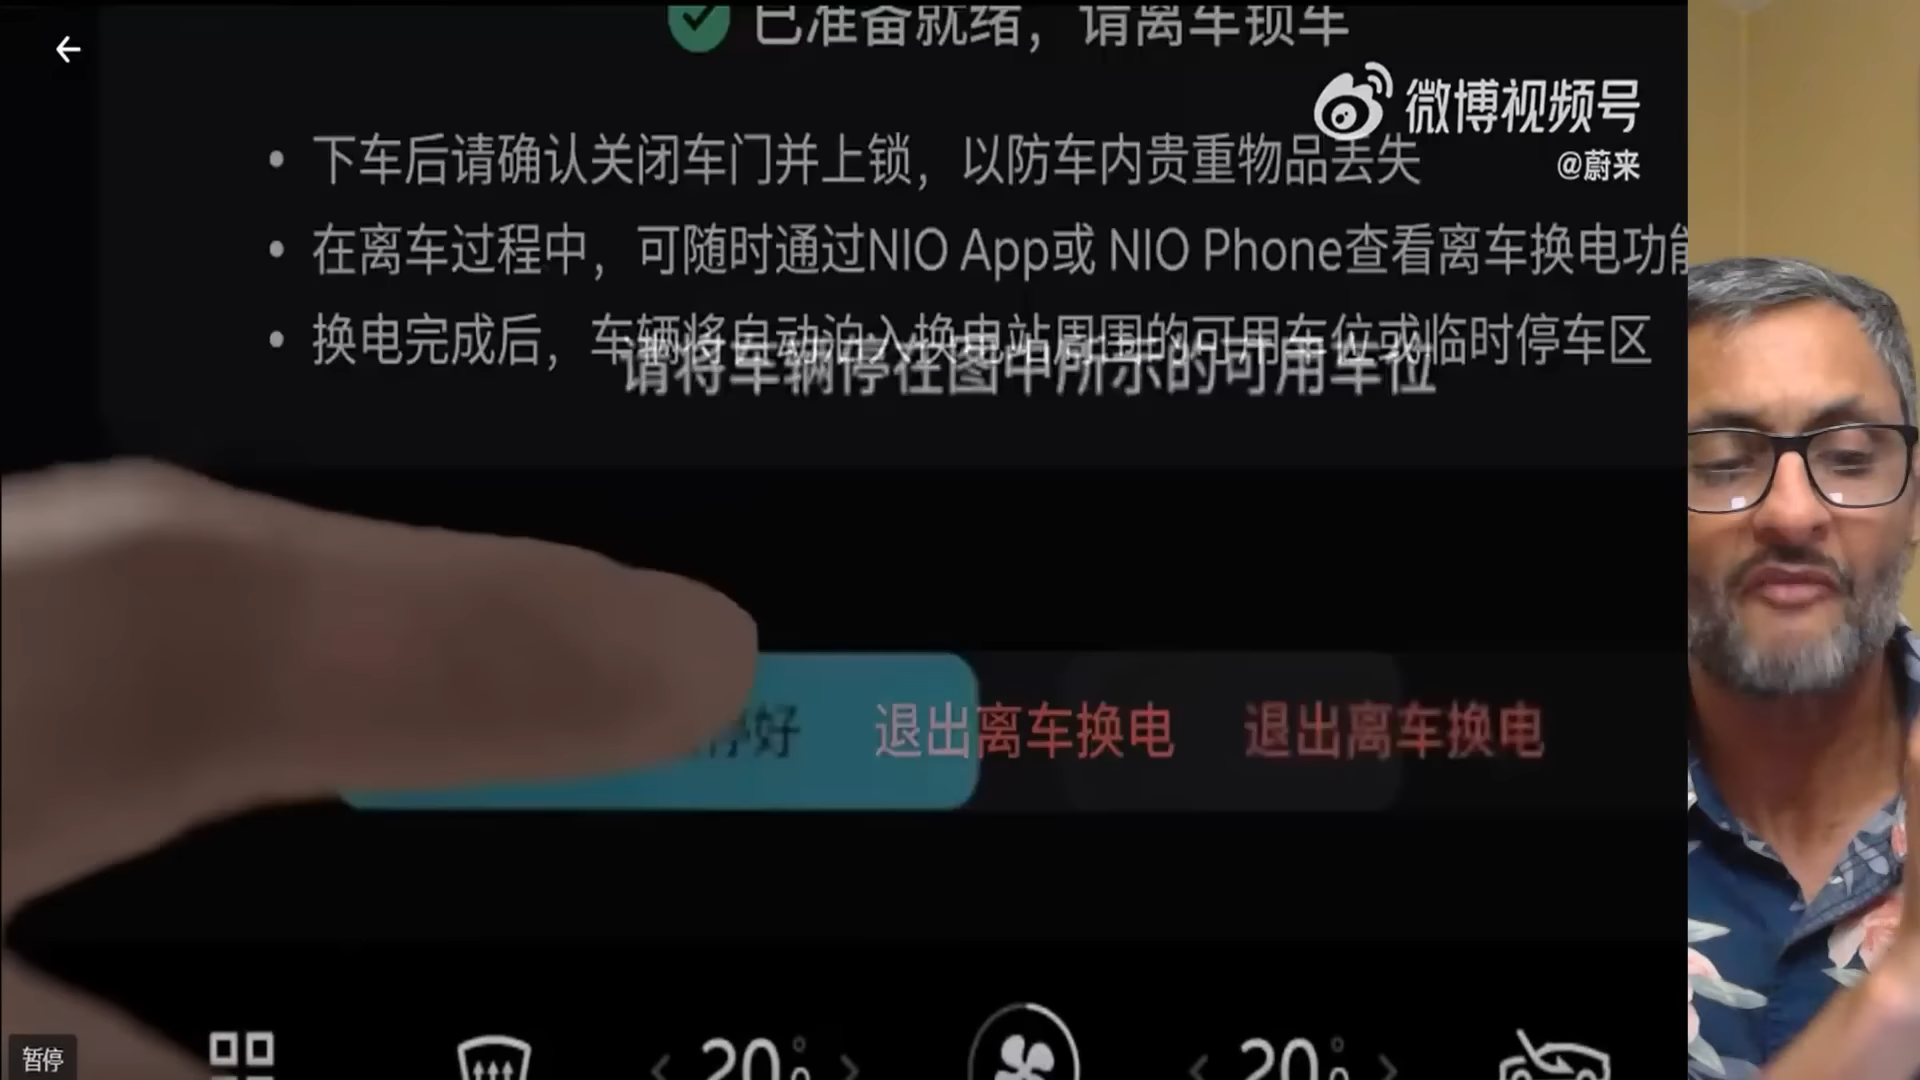 已准备就绪，请离车锁车
微博视频号
@蔚来
• 下车后请确认关闭车门并上锁，以防车内贵重物品丢失
• 在离车过程中，可随时通过NIO App或 NIO Phone查看离车换电功能
• 换电完成后，车辆将自动泊入换电站周围的可用车位或临时停车区
请将车辆停在图中所示的可用车位
停好 退出离车换电 退出离车换电
暂停
20 20